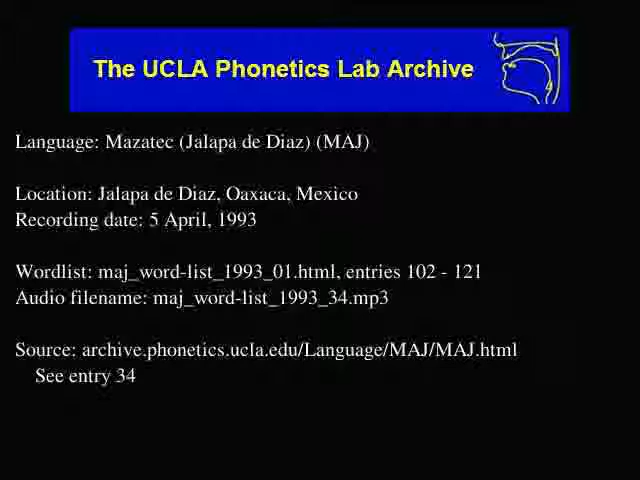 The UCLA Phonetics Lab Archive
Language: Mazatec (Jalapa de Diaz) (MAJ)
Location: Jalapa de Diaz, Oaxaca, Mexico
Recording date: 5 April, 1993
Wordlist: maj_word-list_1993_01.html, entries 102 - 121
Audio filename: maj_word-list_1993_34.mp3
Source: archive.phonetics.ucla.edu/Language/MAJ/MAJ.html
See entry 34